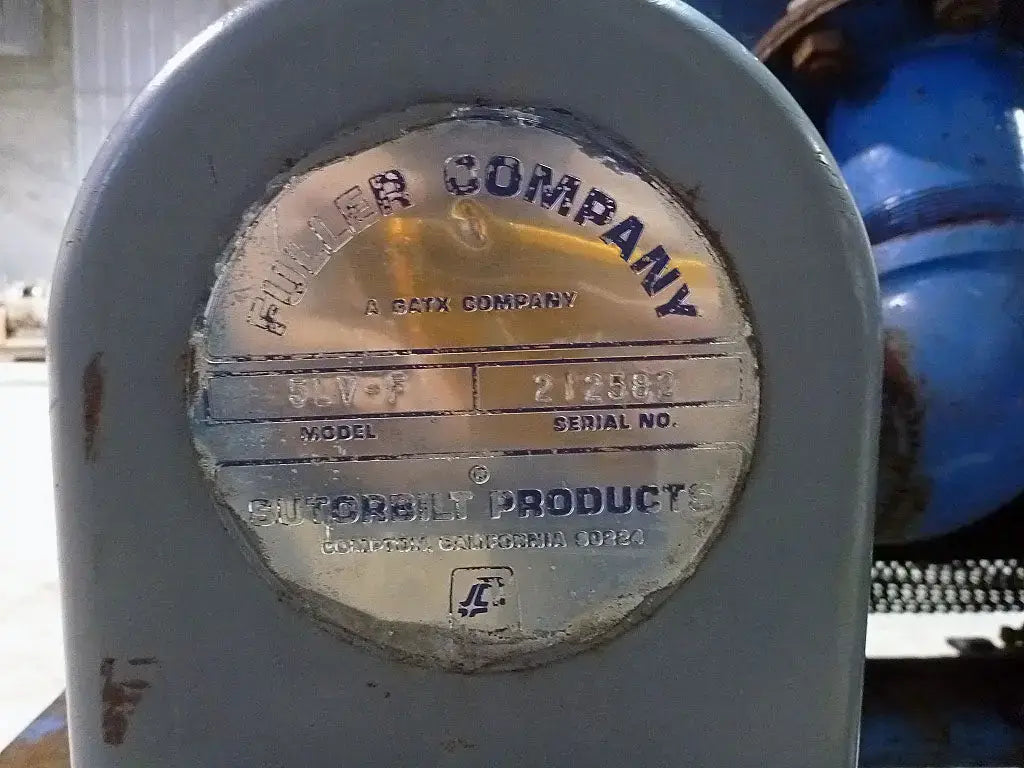 FULLER COMPANY
A GATX COMPANY
5LV-F 212582
MODEL SERIAL NO.
®
SUTORBILT PRODUCTS
COMPTON, CALIFORNIA 90224